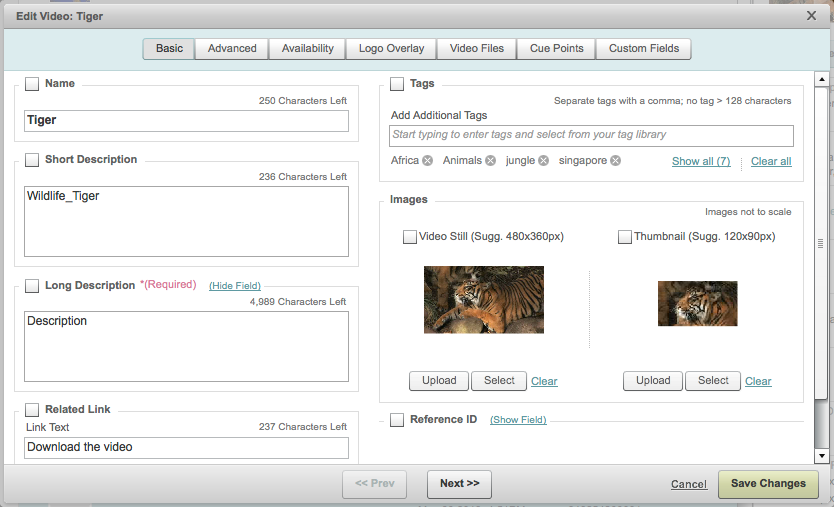 Edit Video: Tiger
Basic Advanced Availability Logo Overlay Video Files Cue Points Custom Fields
Name
250 Characters Left
Tiger
Short Description
236 Characters Left
Wildlife_Tiger
Long Description *(Required) (Hide Field)
4,989 Characters Left
Description
Related Link
Link Text 237 Characters Left
Download the video
Tags
Separate tags with a comma; no tag > 128 characters
Add Additional Tags
Start typing to enter tags and select from your tag library
Africa Animals jungle singapore Show all (7) Clear all
Images
Images not to scale
Video Still (Sugg. 480x360px) Thumbnail (Sugg. 120x90px)
Upload Select Clear Upload Select Clear
Reference ID (Show Field)
<< Prev Next >> Cancel Save Changes